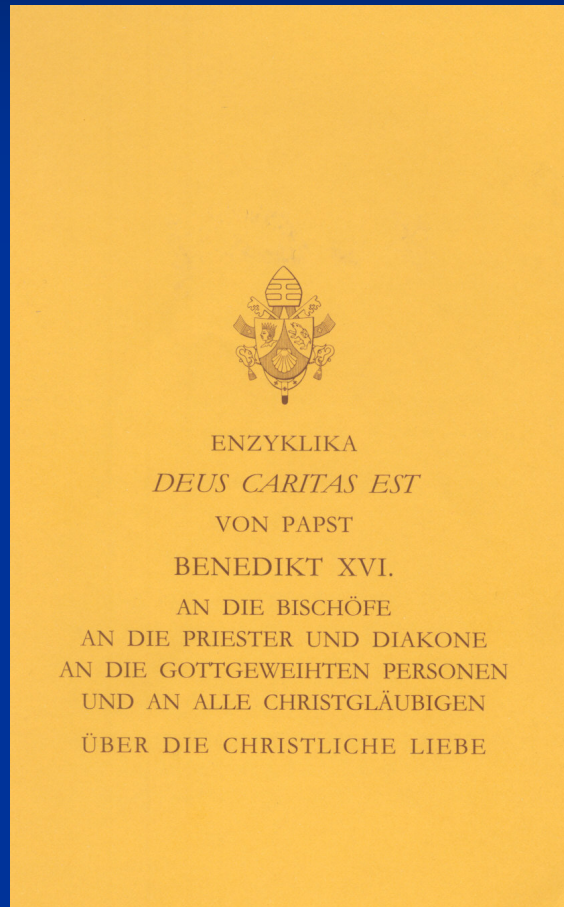 ENZYKLIKA
DEUS CARITAS EST
VON PAPST
BENEDIKT XVI.
AN DIE BISCHÖFE
AN DIE PRIESTER UND DIAKONE
AN DIE GOTTGEWEIHTEN PERSONEN
UND AN ALLE CHRISTGLÄUBIGEN
ÜBER DIE CHRISTLICHE LIEBE